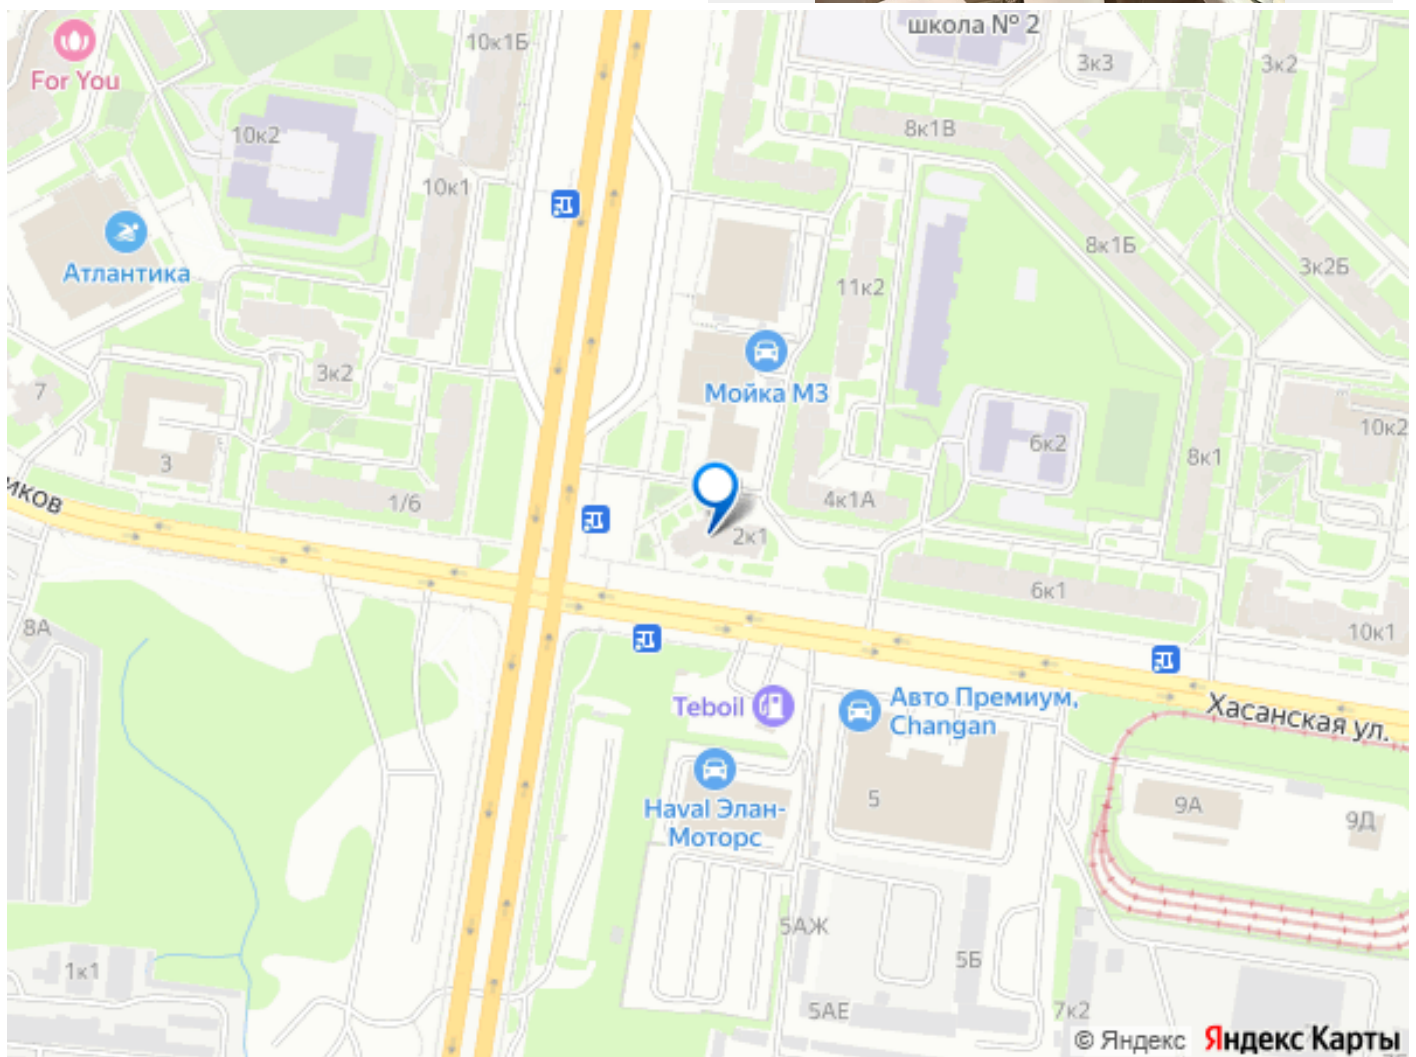 школа № 2
10к1Б
3к3
3к2
For You
8к1В
10к2
10к1
8к1Б
3к2Б
Атлантика
11к2
3к2
Мойка М3
7
10к2
6к2
8к1
3
1/6
4к1А
иков
2к1
6к1
8А
10к1
Teboil
Авто Премиум,
Changan
Хасанская ул.
Haval Элан-
Моторс
5
9А
9Д
5АЖ
5Б
1к1
5АЕ
7к2
© Яндекс Яндекс Карты